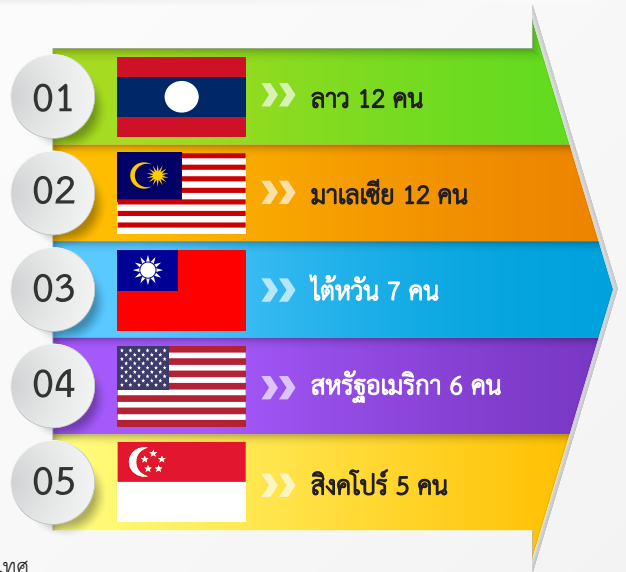 01 ลาว 12 คน
02 มาเลเซีย 12 คน
03 ไต้หวัน 7 คน
04 สหรัฐอเมริกา 6 คน
05 สิงคโปร์ 5 คน